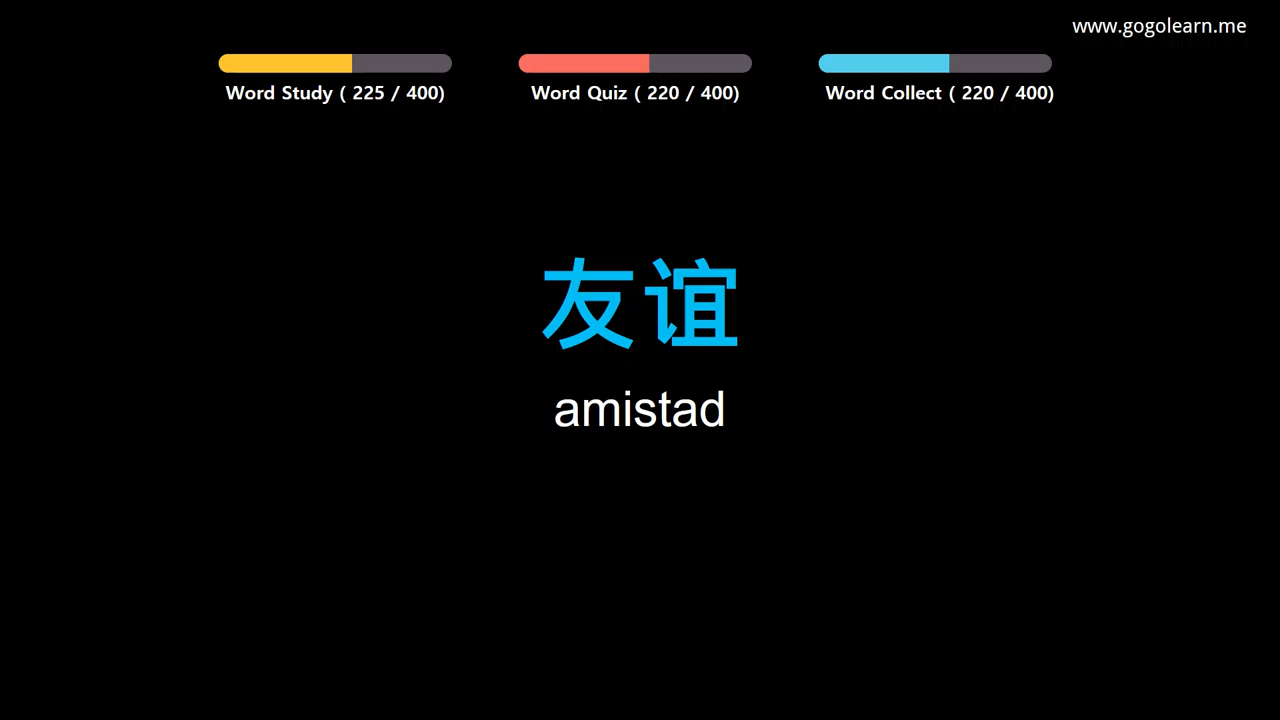 www.gogolearn.me
Word Study ( 225 / 400)
Word Quiz ( 220 / 400)
Word Collect ( 220 / 400)
友谊
amistad